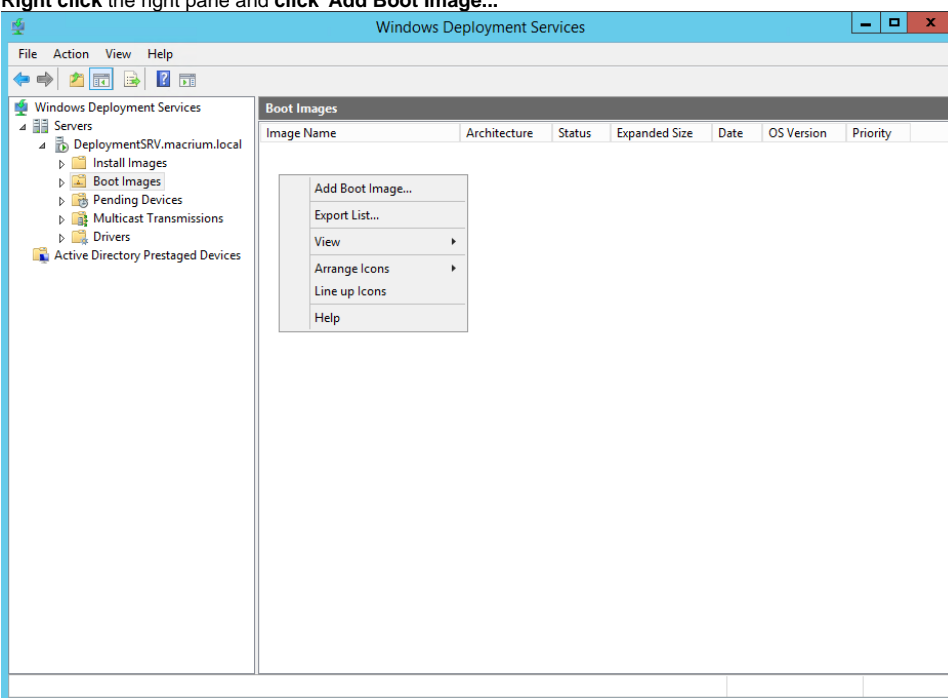 Right click the right pane and click 'Add Boot Image...'
Windows Deployment Services
File Action View Help
Windows Deployment Services
Servers
DeploymentSRV.macrium.local
Install Images
Boot Images
Pending Devices
Multicast Transmissions
Drivers
Active Directory Prestaged Devices
Boot Images
Image Name Architecture Status Expanded Size Date OS Version Priority
Add Boot Image...
Export List...
View
Arrange Icons
Line up Icons
Help